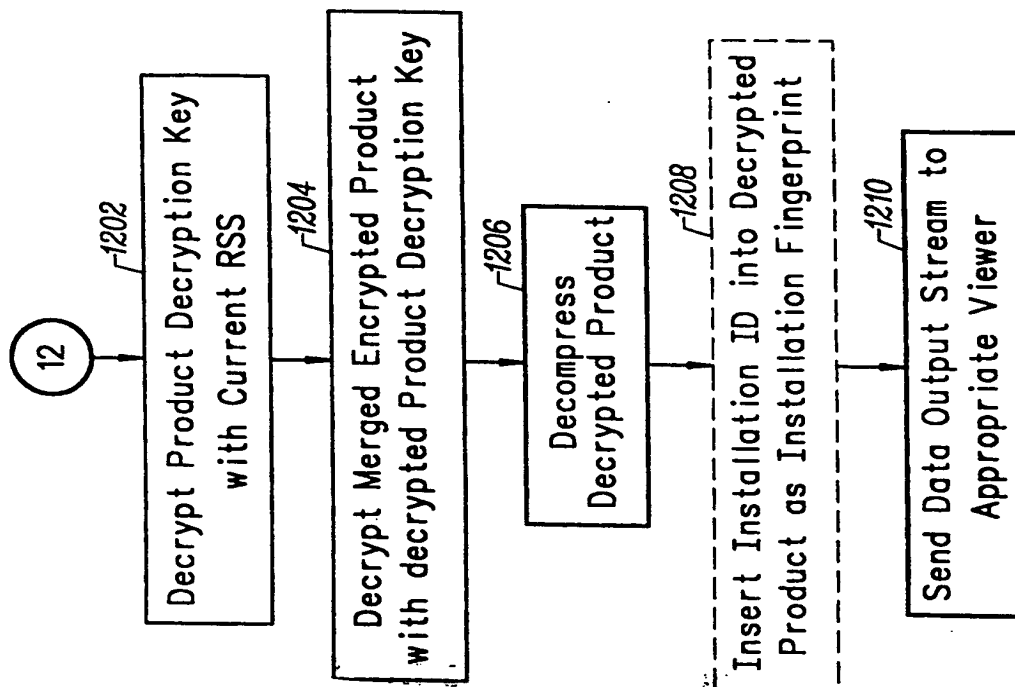 12
1202
Decrypt Product Decryption Key
with Current RSS
1204
Decrypt Merged Encrypted Product
with decrypted Product Decryption Key
1206
Decompress
Decrypted Product
1208
Insert Installation ID into Decrypted
Product as Installation Fingerprint
1210
Send Data Output Stream to
Appropriate Viewer